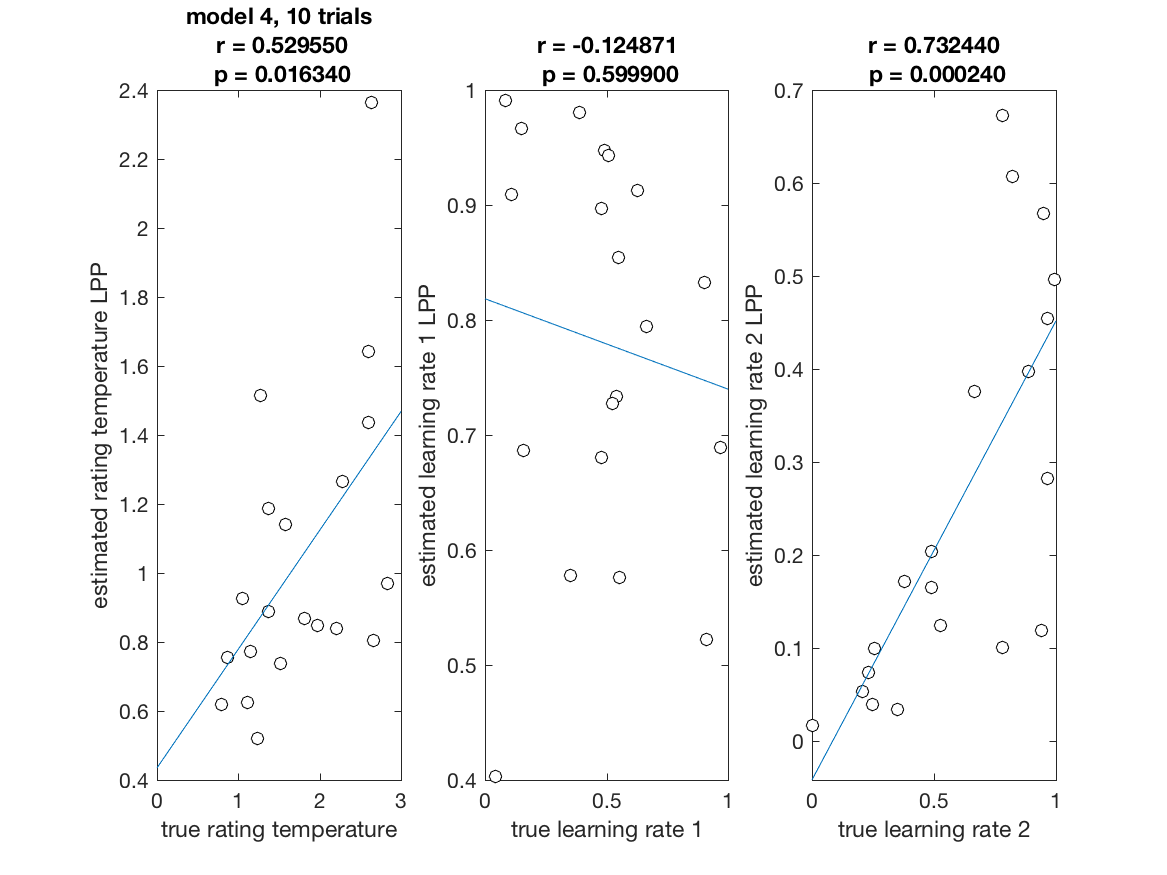 model 4, 10 trials
r = 0.529550
p = 0.016340
2.4
2.2
2
1.8
1.6
1.4
1.2
1
0.8
0.6
0.4
0
1
2
3
estimated rating temperature LPP
true rating temperature
r = -0.124871
p = 0.599900
1
0.9
0.8
0.7
0.6
0.5
0.4
0
0.5
1
estimated learning rate 1 LPP
true learning rate 1
r = 0.732440
p = 0.000240
0.7
0.6
0.5
0.4
0.3
0.2
0.1
0
0
0.5
1
estimated learning rate 2 LPP
true learning rate 2